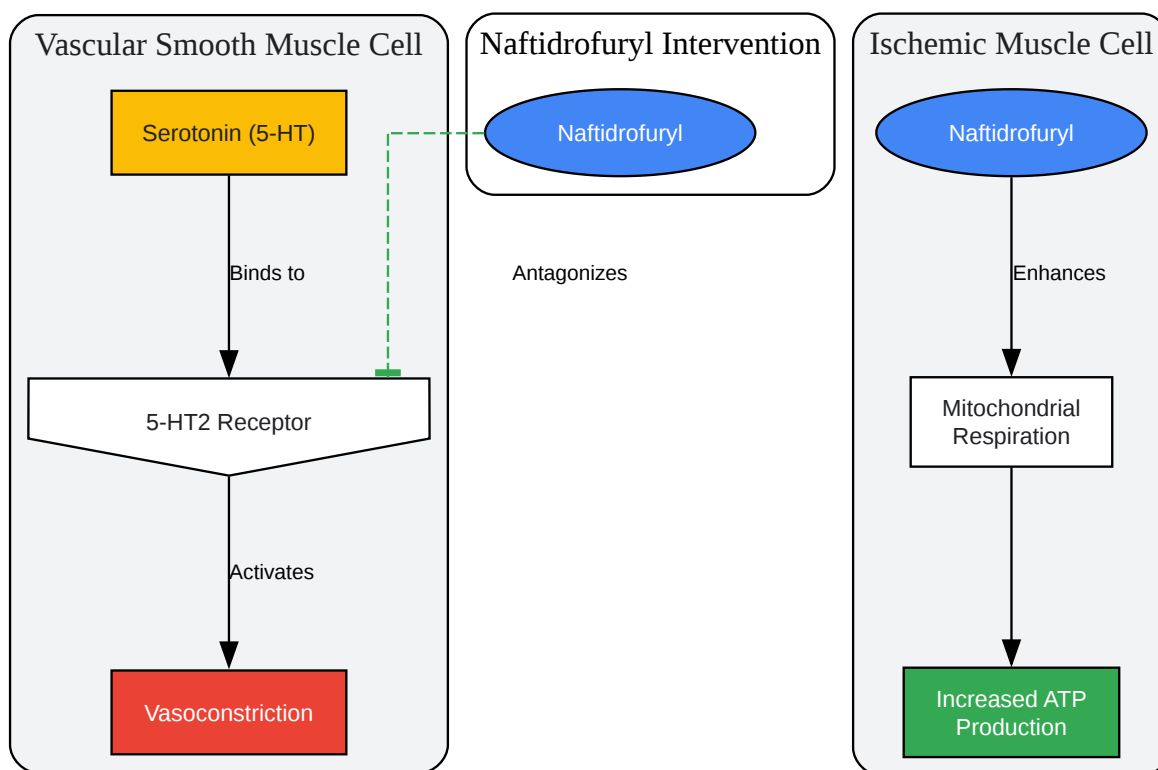 Vascular Smooth Muscle Cell
Naftidrofuryl Intervention
Ischemic Muscle Cell
Serotonin (5-HT)
Naftidrofuryl
Naftidrofuryl
Binds to
Antagonizes
Enhances
5-HT2 Receptor
Mitochondrial
Respiration
Activates
Vasoconstriction
Increased ATP
Production